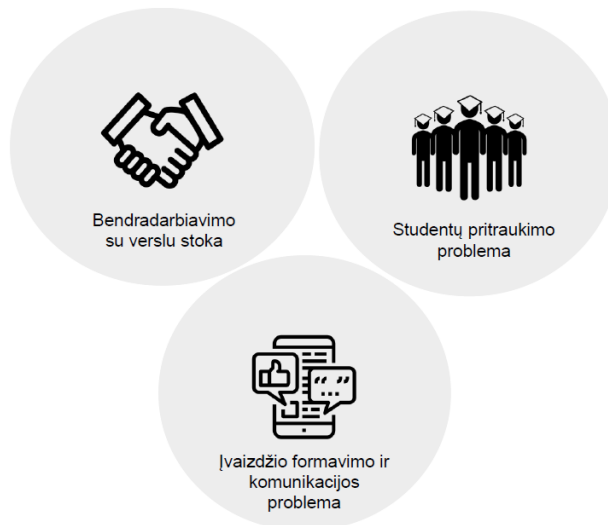 Bendradarbiavimo
su verslu stoka
Studentų pritraukimo
problema
Įvaizdžio formavimo ir
komunikacijos
problema